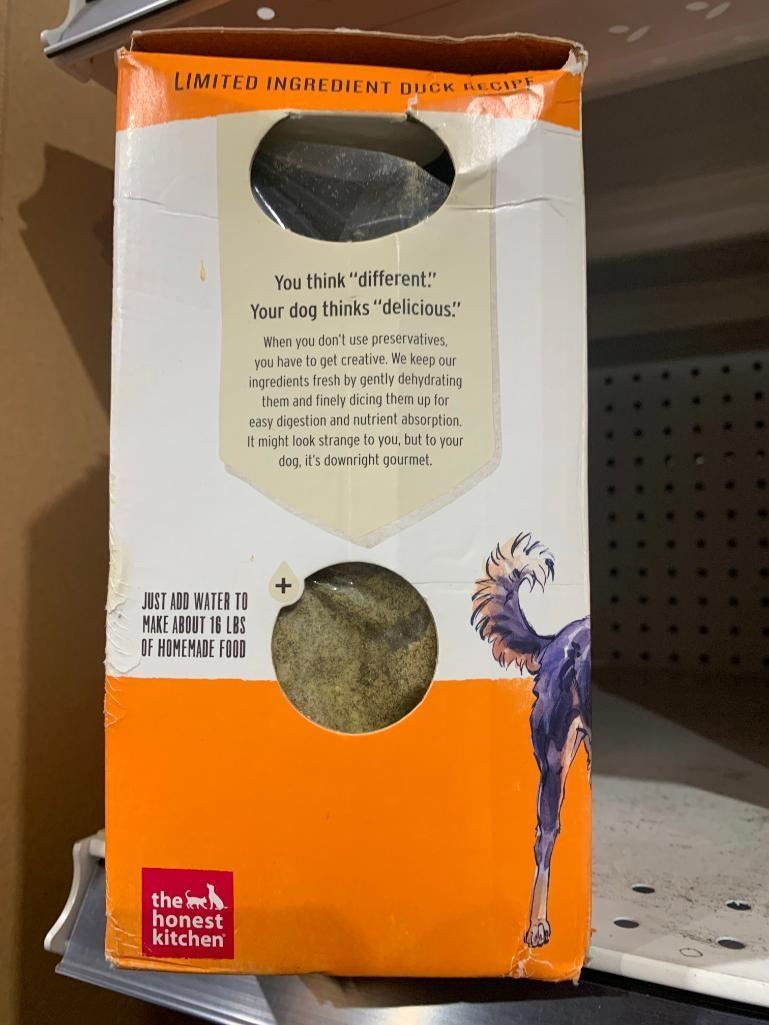 LIMITED INGREDIENT DUCK RECIPE
You think "different."
Your dog thinks "delicious."
When you don't use preservatives,
you have to get creative. We keep our
ingredients fresh by gently dehydrating
them and finely dicing them up for
easy digestion and nutrient absorption.
It might look strange to you, but to your
dog, it's downright gourmet.
+
JUST ADD WATER TO
MAKE ABOUT 16 LBS
OF HOMEMADE FOOD
the
honest
kitchen®